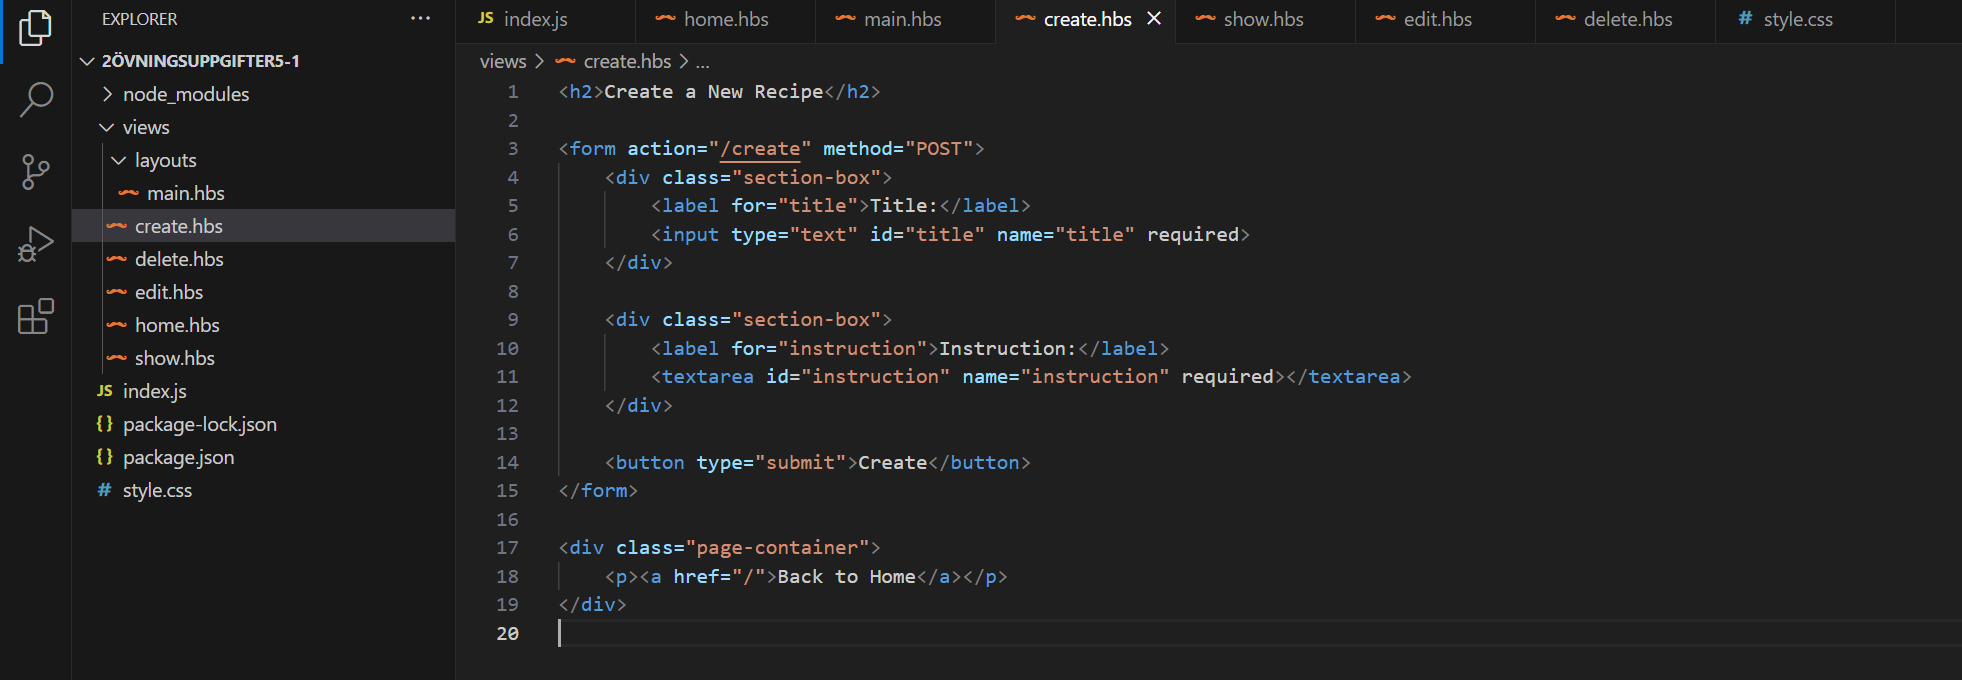 EXPLORER
...
2ÖVNINGSUPPGIFTER5-1
node_modules
views
layouts
main.hbs
create.hbs
delete.hbs
edit.hbs
home.hbs
show.hbs
JS index.js
{} package-lock.json
{} package.json
# style.css
JS index.js
home.hbs
main.hbs
create.hbs
show.hbs
edit.hbs
delete.hbs
# style.css
views > create.hbs > ...
1 <h2>Create a New Recipe</h2>
2
3 <form action="/create" method="POST">
4 <div class="section-box">
5 <label for="title">Title:</label>
6 <input type="text" id="title" name="title" required>
7 </div>
8
9 <div class="section-box">
10 <label for="instruction">Instruction:</label>
11 <textarea id="instruction" name="instruction" required></textarea>
12 </div>
13
14 <button type="submit">Create</button>
15 </form>
16
17 <div class="page-container">
18 <p><a href="/">Back to Home</a></p>
19 </div>
20